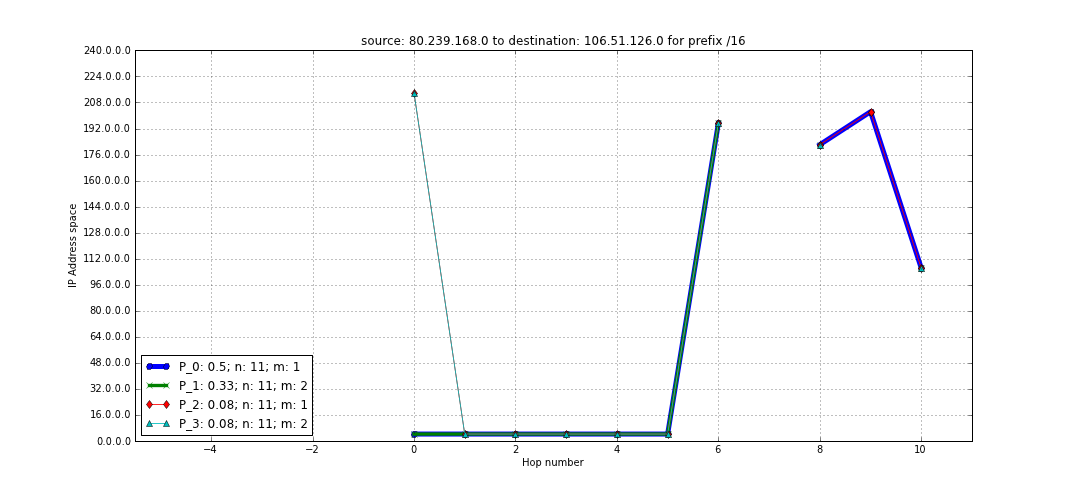 source: 80.239.168.0 to destination: 106.51.126.0 for prefix /16
240.0.0.0
224.0.0.0
208.0.0.0
192.0.0.0
176.0.0.0
160.0.0.0
144.0.0.0
128.0.0.0
112.0.0.0
96.0.0.0
80.0.0.0
64.0.0.0
48.0.0.0
32.0.0.0
16.0.0.0
0.0.0.0
IP Address space
P_0: 0.5; n: 11; m: 1
P_1: 0.33; n: 11; m: 2
P_2: 0.08; n: 11; m: 1
P_3: 0.08; n: 11; m: 2
−4 −2 0 2 4 6 8 10
Hop number